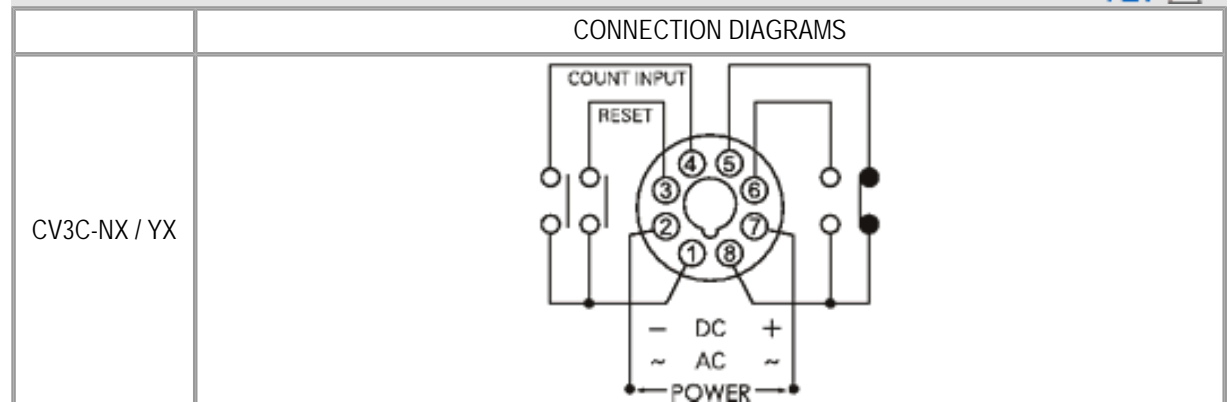 CONNECTION DIAGRAMS
CV3C-NX / YX
COUNT INPUT
RESET
4 5
3 6
2 7
1 8
− DC +
~ AC ~
POWER